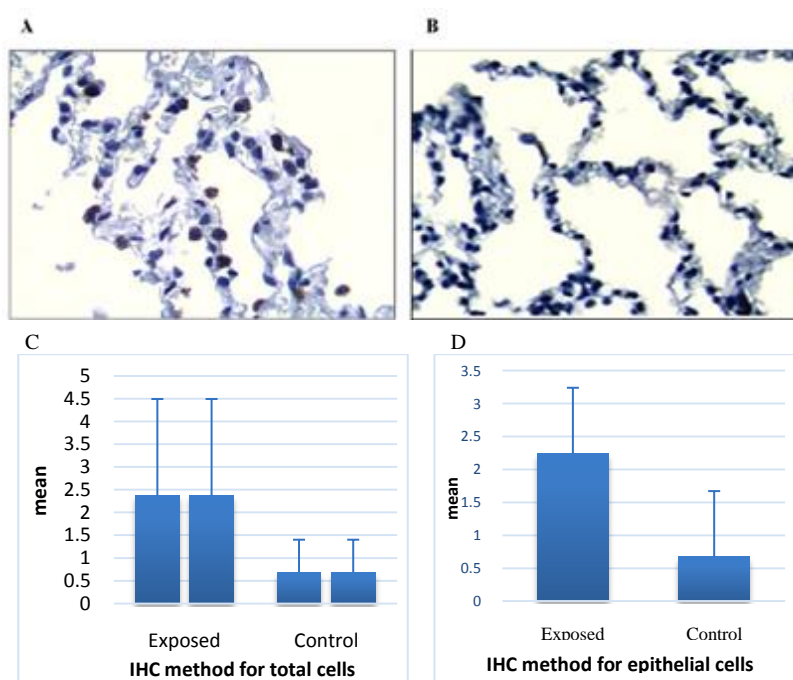 A
B
C
5
4.5
4
3.5
3
2.5
2
1.5
1
0.5
0
mean
Exposed
Control
IHC method for total cells
D
3.5
3
2.5
2
1.5
1
0.5
0
mean
Exposed
Control
IHC method for epithelial cells